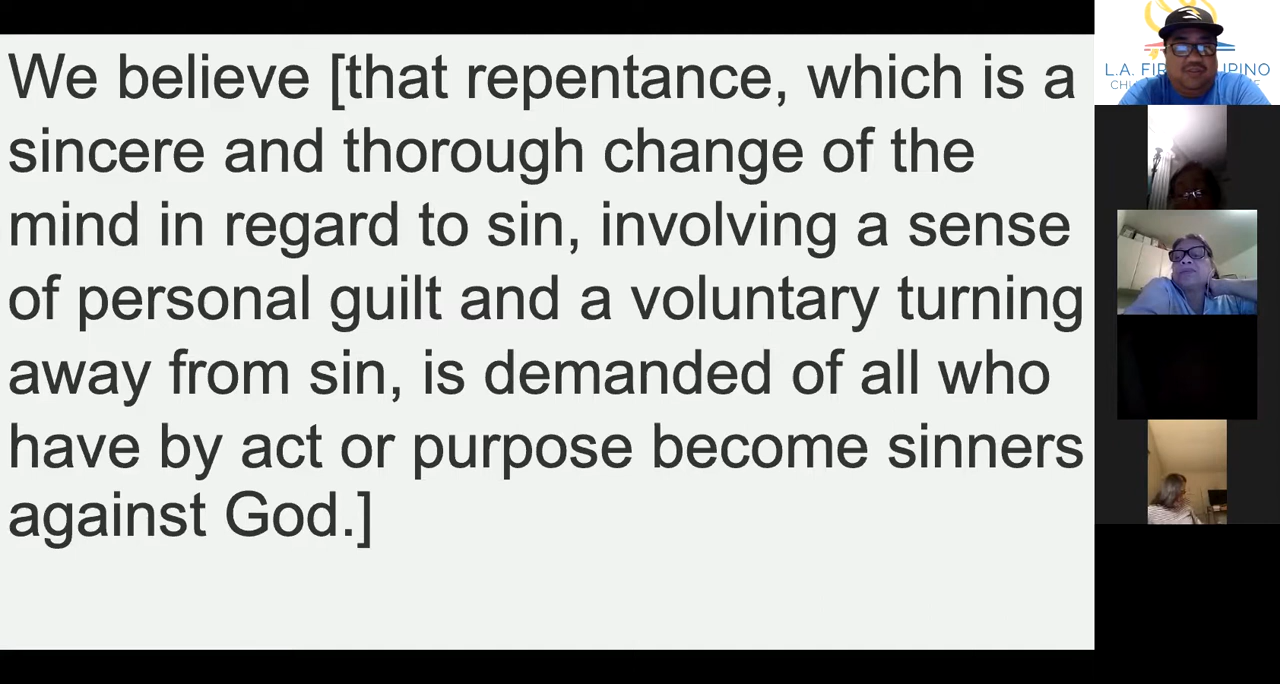 We believe [that repentance, which is a
sincere and thorough change of the
mind in regard to sin, involving a sense
of personal guilt and a voluntary turning
away from sin, is demanded of all who
have by act or purpose become sinners
against God.]
L.A.